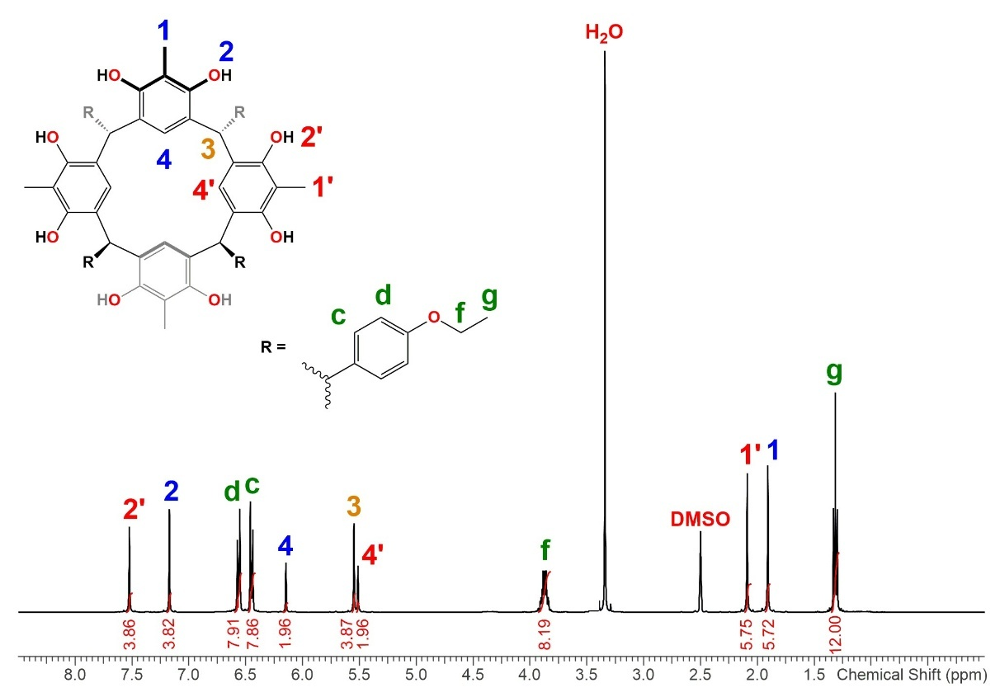 1
2
HO
OH
R
R
HO
OH
2'
3
4
4'
1'
HO
OH
R
R
HO
OH
R =
c
d
O
f
g
H₂O
g
1'
1
DMSO
2'
2
d
c
3
4
4'
f
3.86
3.82
7.91
7.86
1.96
3.87
1.96
8.19
5.75
5.72
12.00
8.0 7.5 7.0 6.5 6.0 5.5 5.0 4.5 4.0 3.5 3.0 2.5 2.0 1.5 Chemical Shift (ppm)